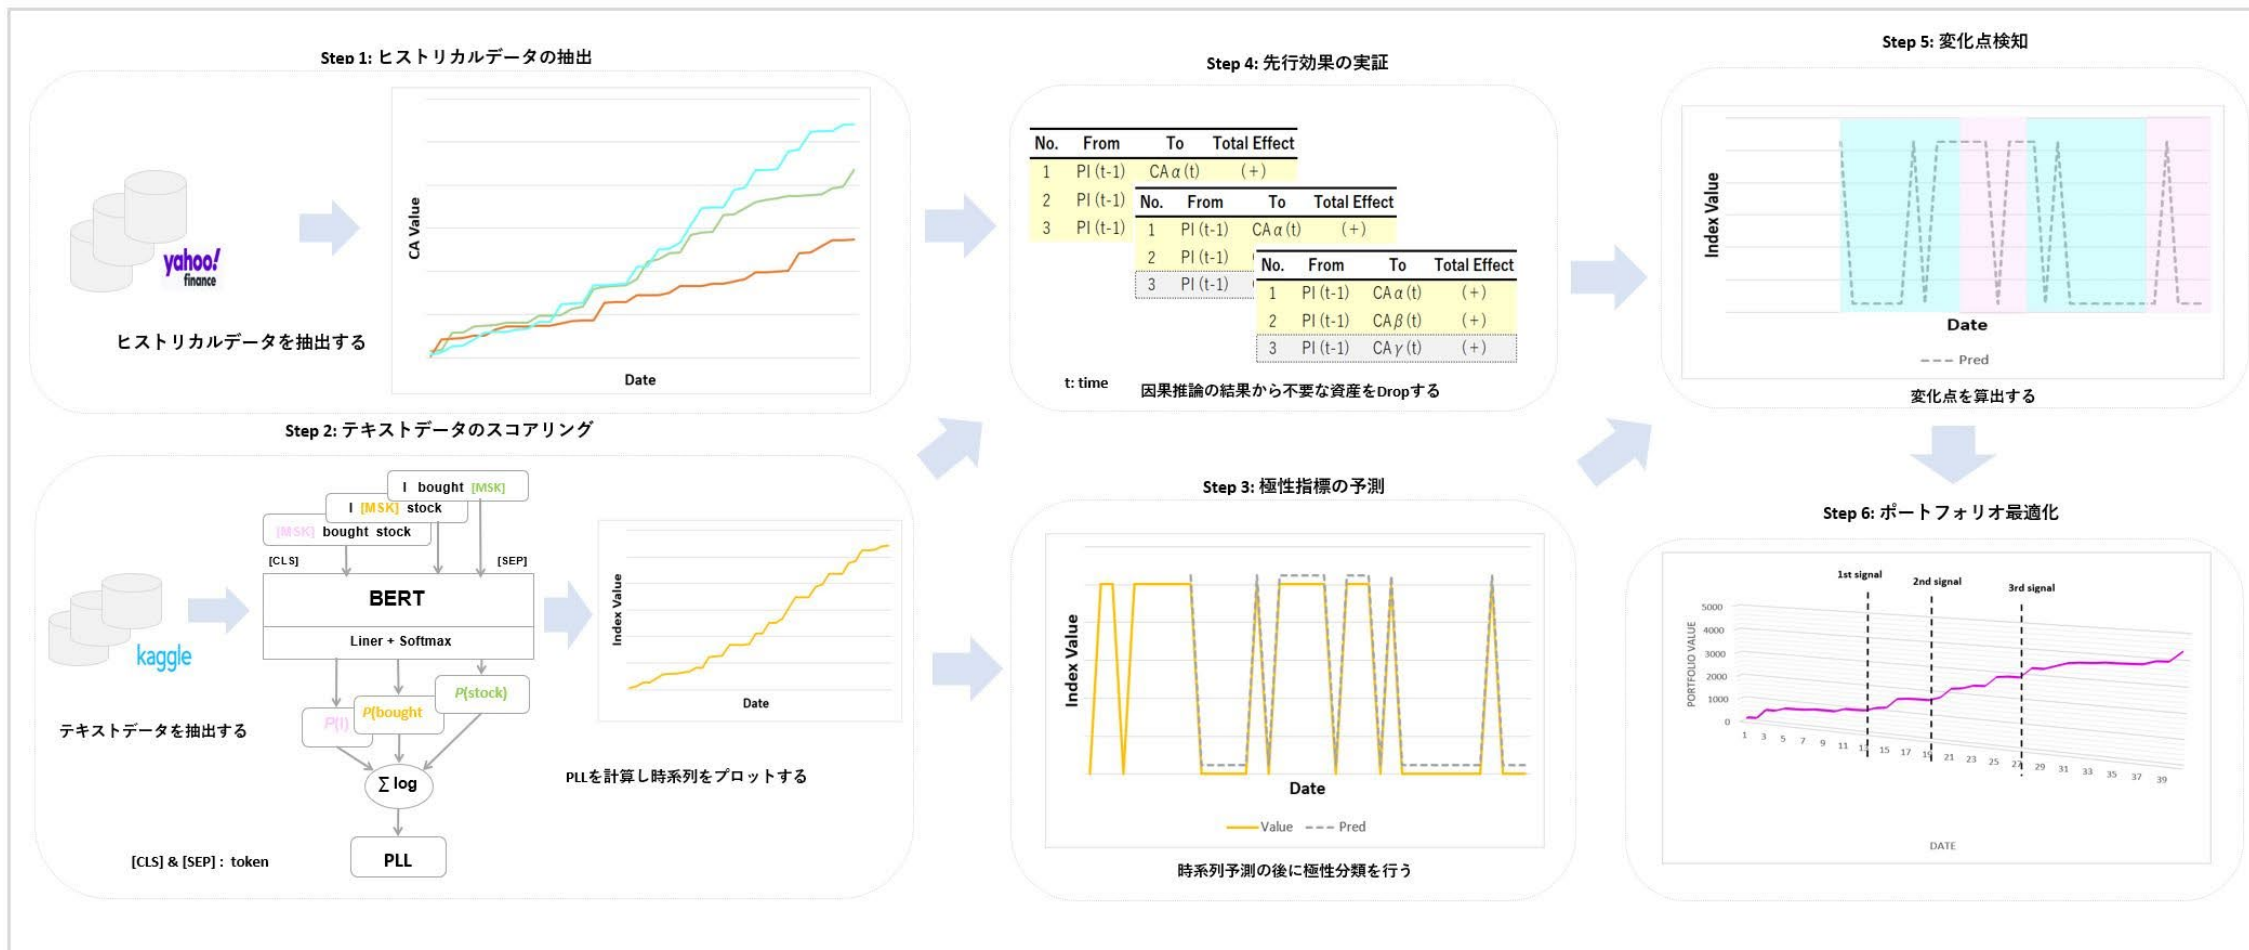 Step 1: ヒストリカルデータの抽出
yahoo!
finance
ヒストリカルデータを抽出する
CA Value
Date
Step 2: テキストデータのスコアリング
I bought [MSK]
I [MSK] stock
[MSK] bought stock
[CLS]
[SEP]
BERT
Liner + Softmax
kaggle
テキストデータを抽出する
P(I)
P(bought
P(stock)
∑ log
PLL
[CLS] & [SEP] : token
Index Value
Date
PLLを計算し時系列をプロットする
Step 4: 先行効果の実証
No. From To Total Effect
1 PI (t-1) CA α (t) (+)
2 PI (t-1)
3 PI (t-1)
No. From To Total Effect
1 PI (t-1) CA α (t) (+)
2 PI (t-1)
3 PI (t-1)
No. From To Total Effect
1 PI (t-1) CA α (t) (+)
2 PI (t-1) CA β (t) (+)
3 PI (t-1) CA γ (t) (+)
t: time
因果推論の結果から不要な資産をDropする
Step 3: 極性指標の予測
Index Value
Date
Value Pred
時系列予測の後に極性分類を行う
Step 5: 変化点検知
Index Value
Date
Pred
変化点を算出する
Step 6: ポートフォリオ最適化
1st signal
2nd signal
3rd signal
PORTFOLIO VALUE
5000
4000
3000
2000
1000
0
1 3 5 7 9 11 13 15 17 19 21 23 25 27 29 31 33 35 37 39
DATE